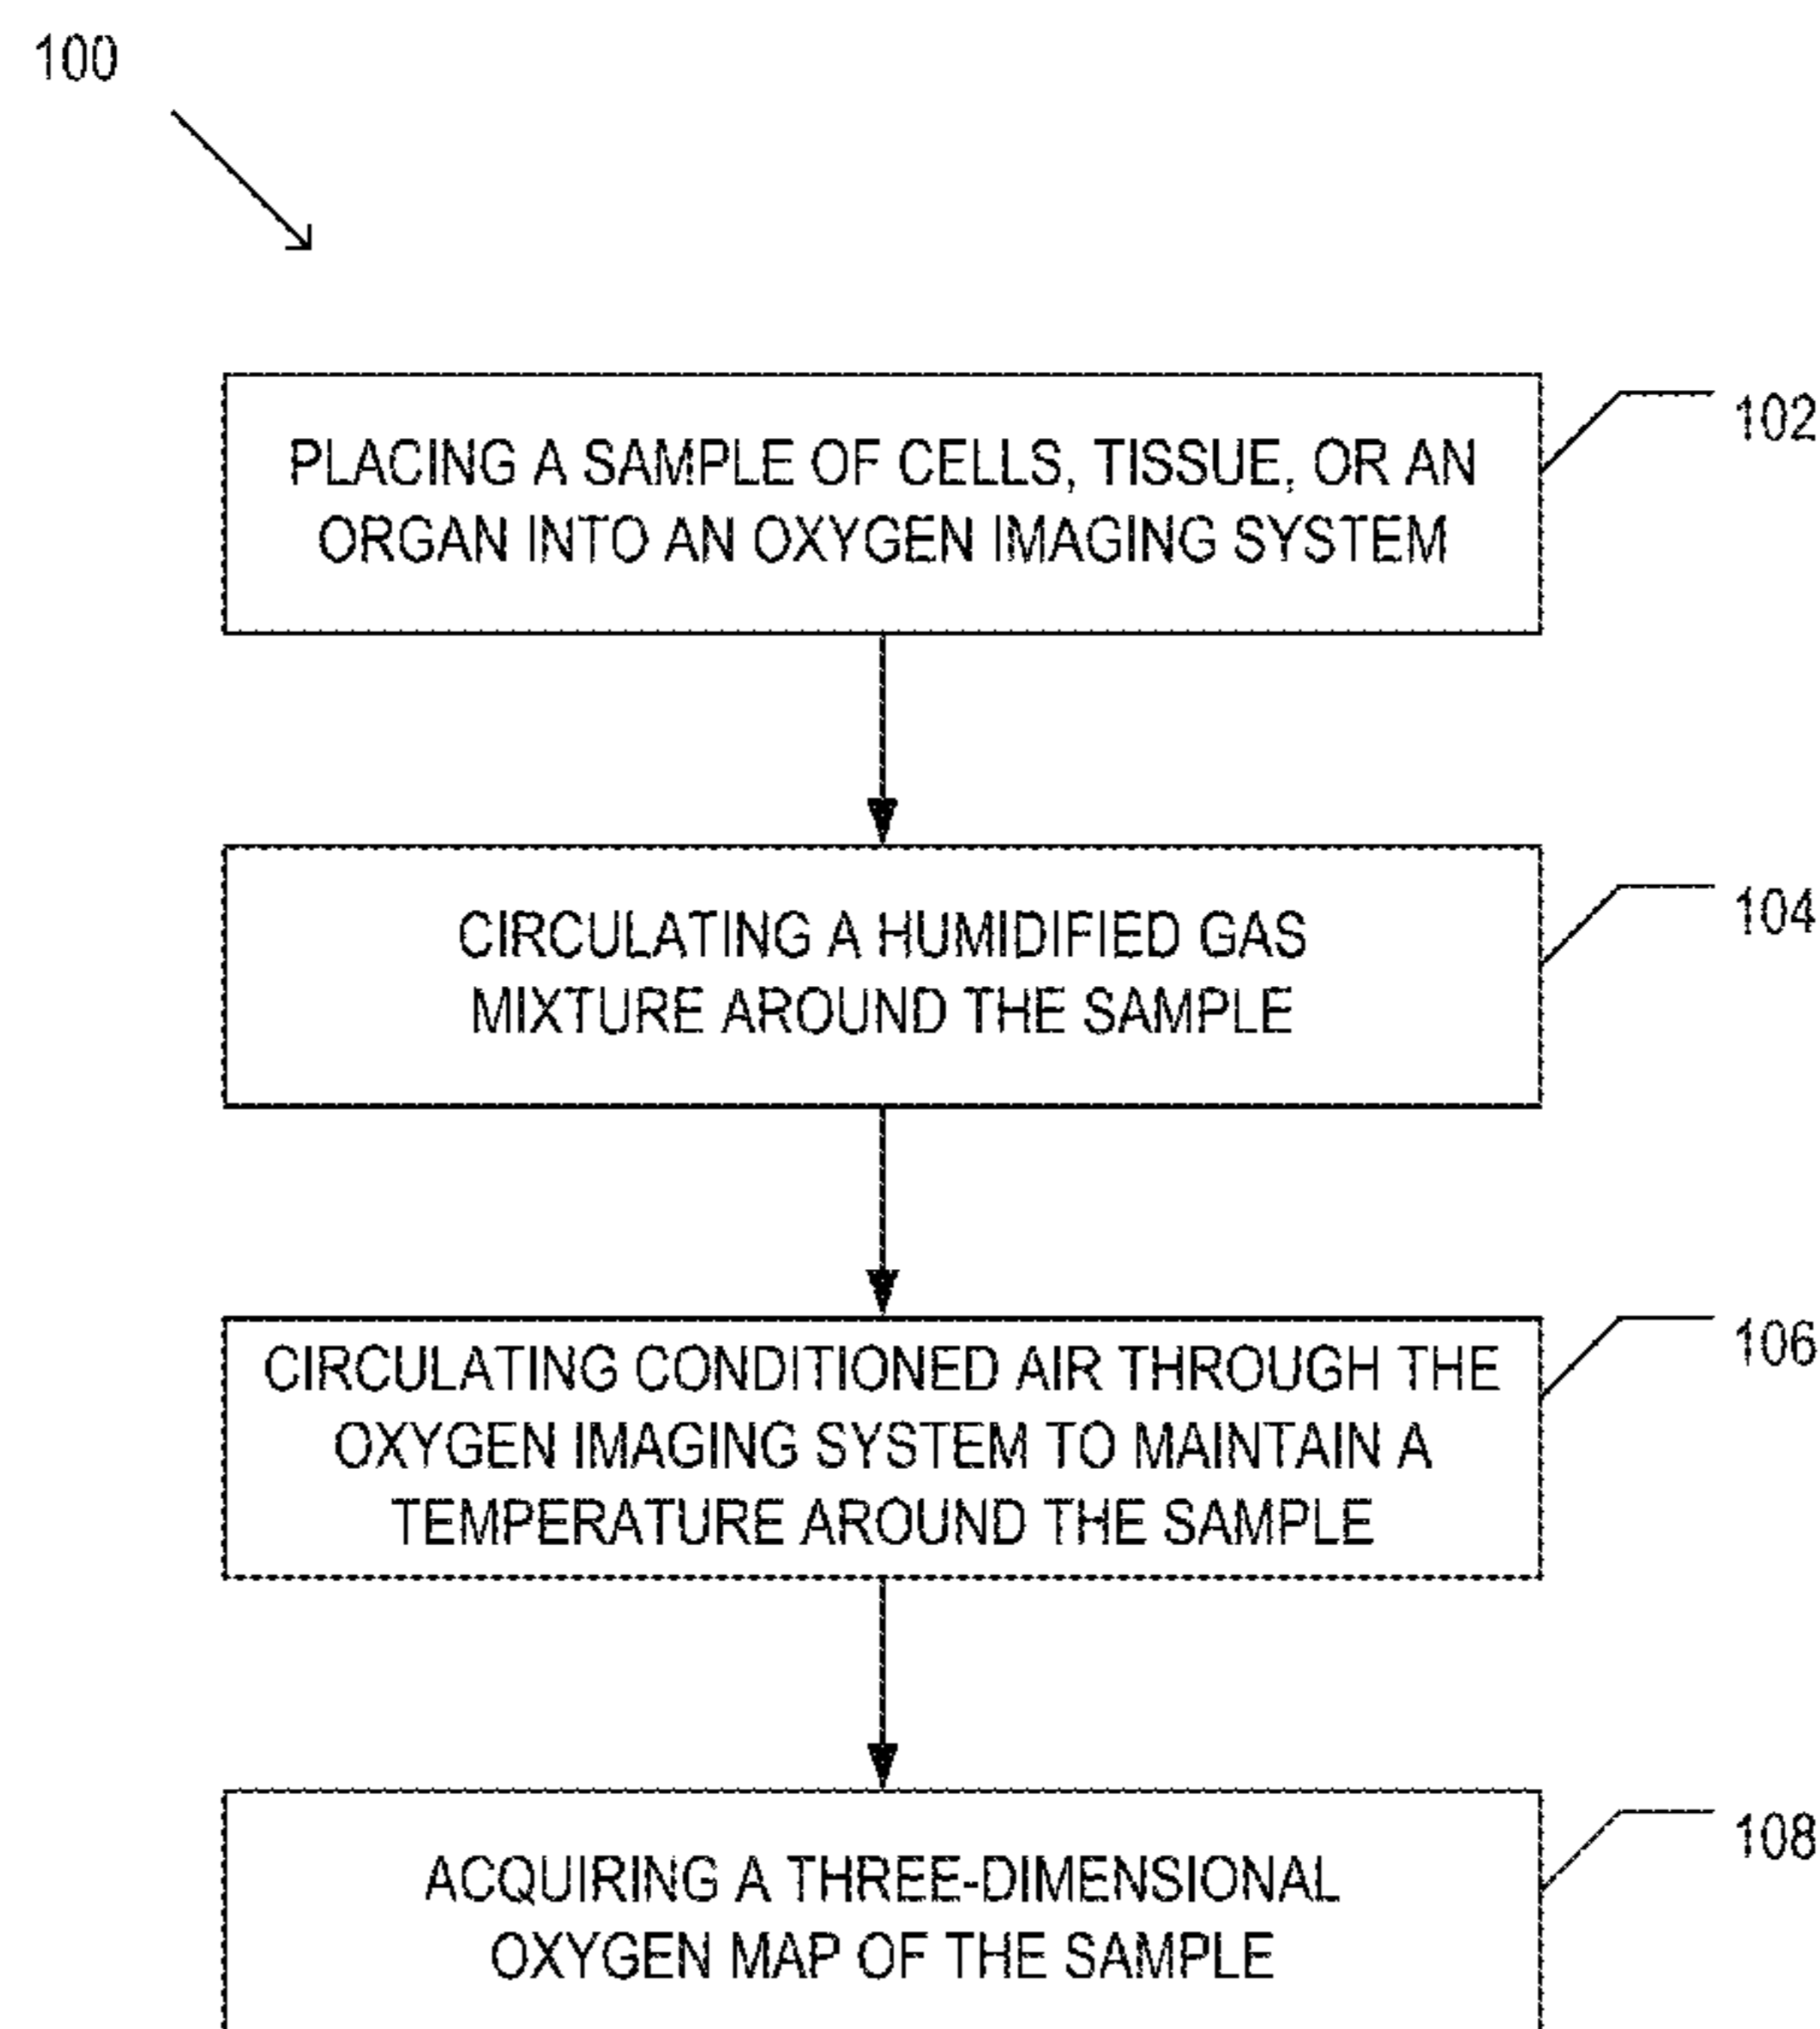 100
PLACING A SAMPLE OF CELLS, TISSUE, OR AN
ORGAN INTO AN OXYGEN IMAGING SYSTEM
102
CIRCULATING A HUMIDIFIED GAS
MIXTURE AROUND THE SAMPLE
104
CIRCULATING CONDITIONED AIR THROUGH THE
OXYGEN IMAGING SYSTEM TO MAINTAIN A
TEMPERATURE AROUND THE SAMPLE
106
ACQUIRING A THREE-DIMENSIONAL
OXYGEN MAP OF THE SAMPLE
108